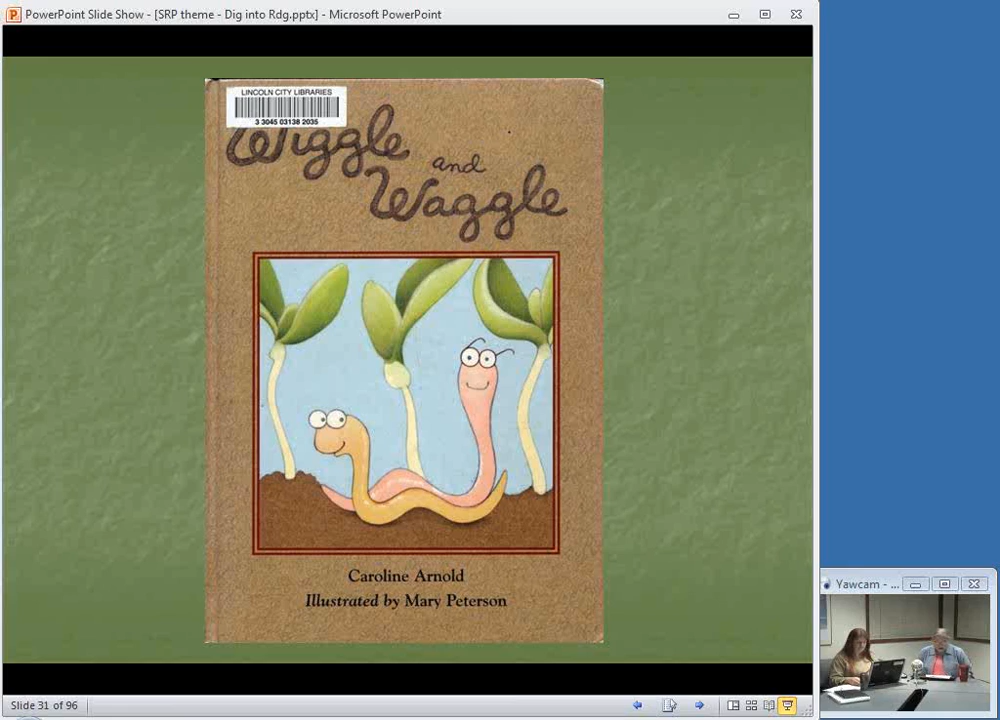 PowerPoint Slide Show - [SRP theme - Dig into Rdg.pptx] - Microsoft PowerPoint
LINCOLN CITY LIBRARIES
3 3045 03138 2035
Wiggle
and
Waggle
Caroline Arnold
Illustrated by Mary Peterson
Yawcam - ...
Slide 31 of 96